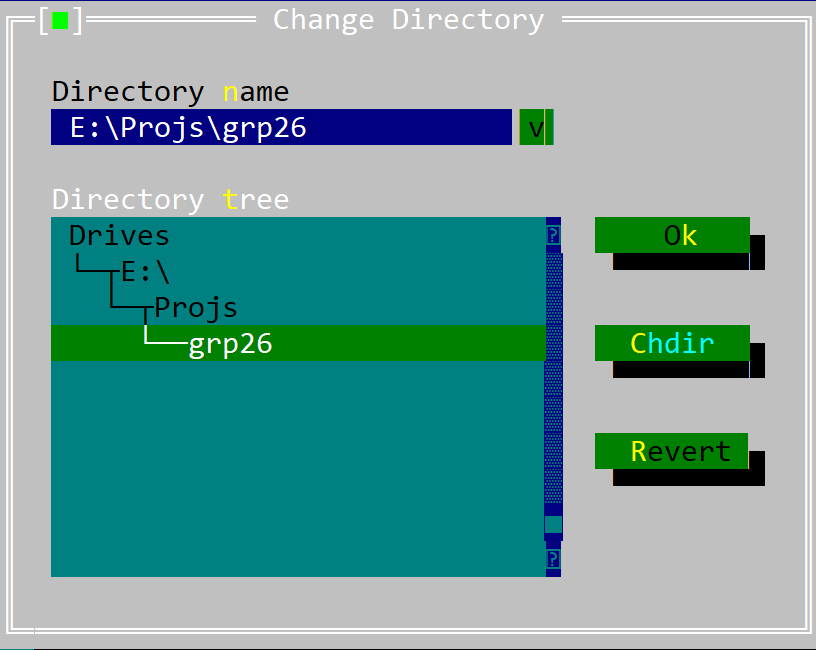 [■] Change Directory
Directory name
E:\Projs\grp26 v
Directory tree
Drives
E:\
Projs
grp26
?
?
Ok
Chdir
Revert